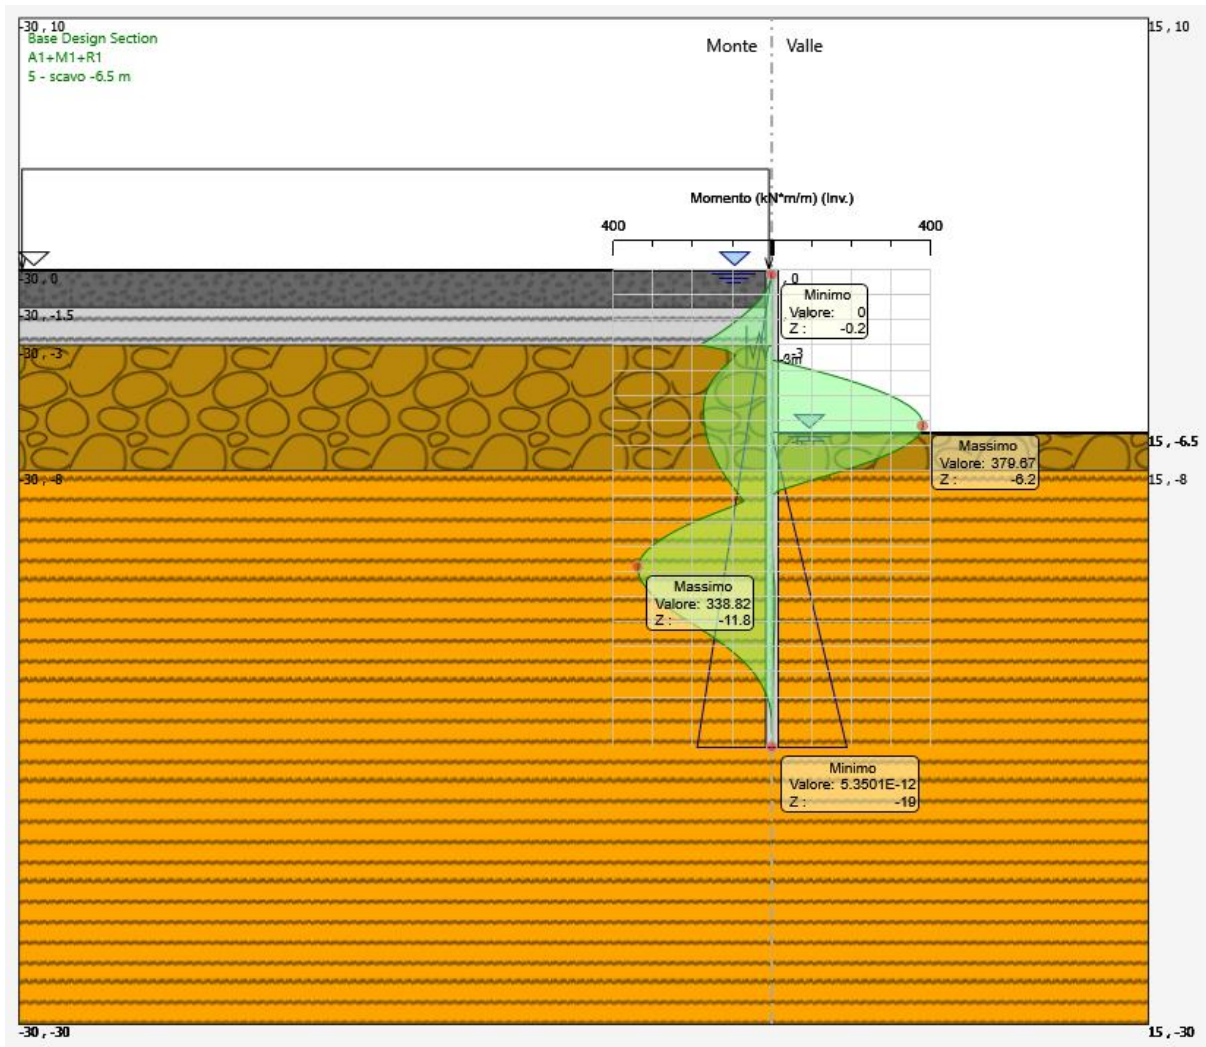 -30 , 10
15 , 10
Base Design Section
A1+M1+R1
5 - scavo -6.5 m
Monte
Valle
Momento (kN*m/m) (Inv.)
400
400
-30 , 0
, 0
Minimo
Valore: 0
Z : -0.2
-30 , -1.5
-30 , -3
-3
-3m
15 , -6.5
Massimo
Valore: 379.67
Z : -6.2
-30 , -8
15 , -8
Massimo
Valore: 338.82
Z : -11.8
Minimo
Valore: 5.3501E-12
Z : -19
-30 , -30
15 , -30